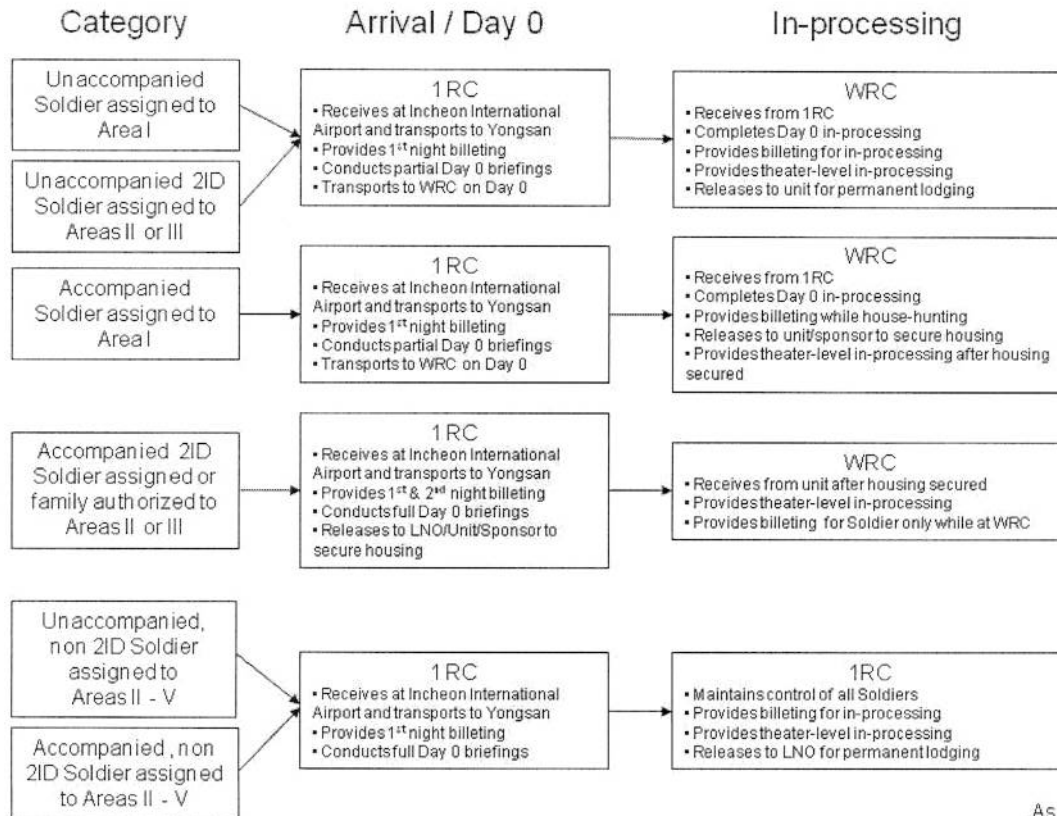 Category
Arrival / Day 0
In-processing
Unaccompanied
Soldier assigned to
Area I
Unaccompanied 2ID
Soldier assigned to
Areas II or III
1RC
▪ Receives at Incheon International
Airport and transports to Yongsan
▪ Provides 1st night billeting
▪ Conducts partial Day 0 briefings
▪ Transports to WRC on Day 0
WRC
▪ Receives from 1RC
▪ Completes Day 0 in-processing
▪ Provides billeting for in-processing
▪ Provides theater-level in-processing
▪ Releases to unit for permanent lodging
Accompanied
Soldier assigned to
Area I
1RC
▪ Receives at Incheon International
Airport and transports to Yongsan
▪ Provides 1st night billeting
▪ Conducts partial Day 0 briefings
▪ Transports to WRC on Day 0
WRC
▪ Receives from 1RC
▪ Completes Day 0 in-processing
▪ Provides billeting while house-hunting
▪ Releases to unit/sponsor to secure housing
▪ Provides theater-level in-processing after housing
secured
Accompanied 2ID
Soldier assigned or
family authorized to
Areas II or III
1RC
▪ Receives at Incheon International
Airport and transports to Yongsan
▪ Provides 1st & 2nd night billeting
▪ Conducts full Day 0 briefings
▪ Releases to LNO/Unit/Sponsor to
secure housing
WRC
▪ Receives from unit after housing secured
▪ Provides theater-level in-processing
▪ Provides billeting for Soldier only while at WRC
Unaccompanied,
non 2ID Soldier
assigned to
Areas II - V
Accompanied, non
2ID Soldier assigned
to Areas II - V
1RC
▪ Receives at Incheon International
Airport and transports to Yongsan
▪ Provides 1st night billeting
▪ Conducts full Day 0 briefings
1RC
▪ Maintains control of all Soldiers
▪ Provides billeting for in-processing
▪ Provides theater-level in-processing
▪ Releases to LNO for permanent lodging
As